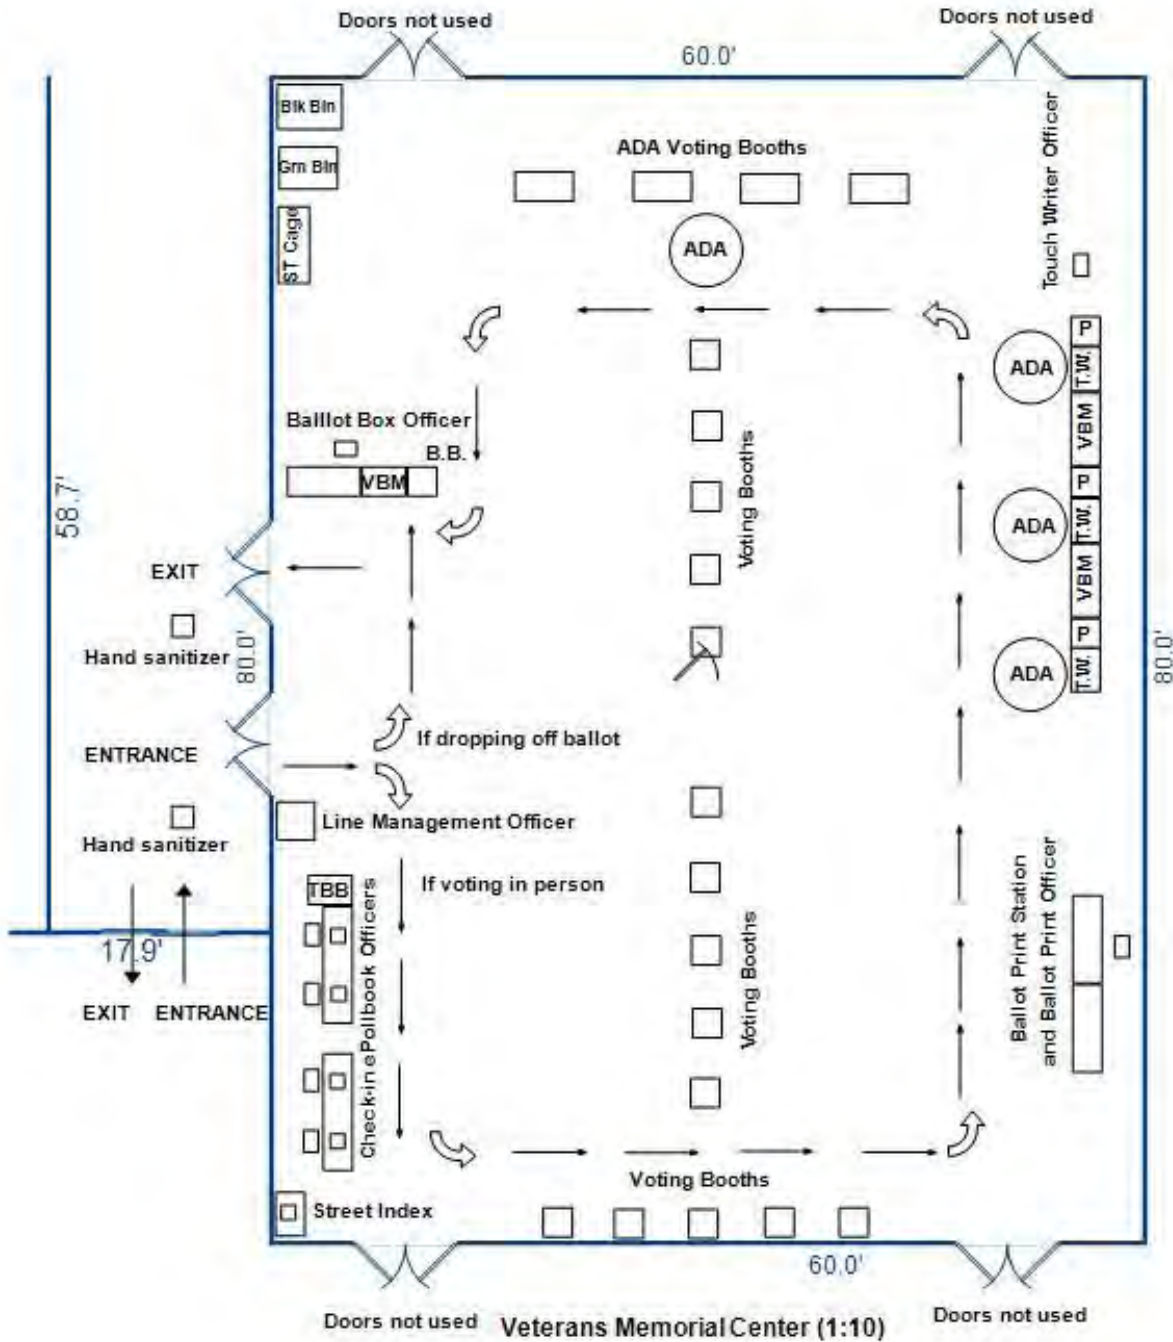 Doors not used
Doors not used
60.0'
Blk Bln
Grn Bln
ST Cage
ADA Voting Booths
ADA
Touch Writer Officer
P
T.W.
ADA
VBM
P
T.W.
ADA
VBM
P
T.W.
ADA
Baillot Box Officer
B.B.
VBM
Voting Booths
58.7'
EXIT
Hand sanitizer
80.0'
80.0'
ENTRANCE
If dropping off ballot
Hand sanitizer
Line Management Officer
If voting in person
TBB
Check-in ePollbook Officers
17.9'
EXIT
ENTRANCE
Voting Booths
Ballot Print Station
and Ballot Print Officer
Voting Booths
Street Index
60.0'
Doors not used
Veterans Memorial Center (1:10)
Doors not used